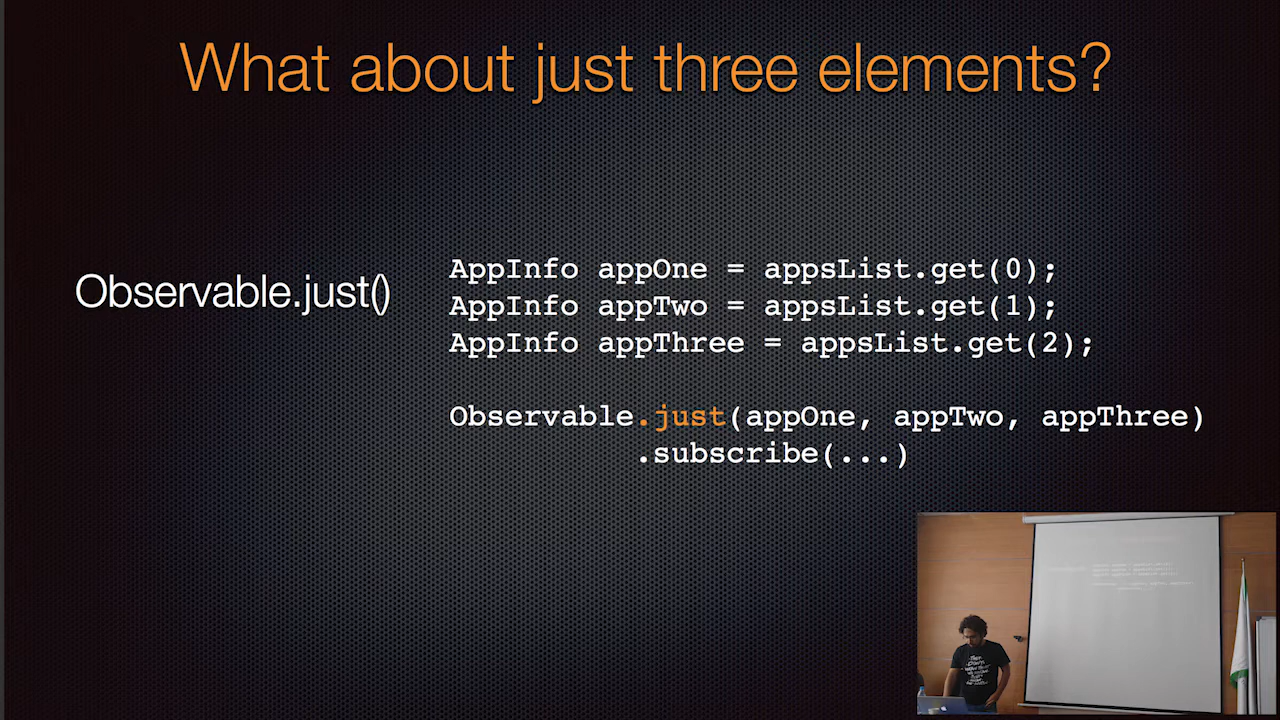 What about just three elements?
Observable.just()
AppInfo appOne = appsList.get(0);
AppInfo appTwo = appsList.get(1);
AppInfo appThree = appsList.get(2);
Observable.just(appOne, appTwo, appThree)
.subscribe(...)